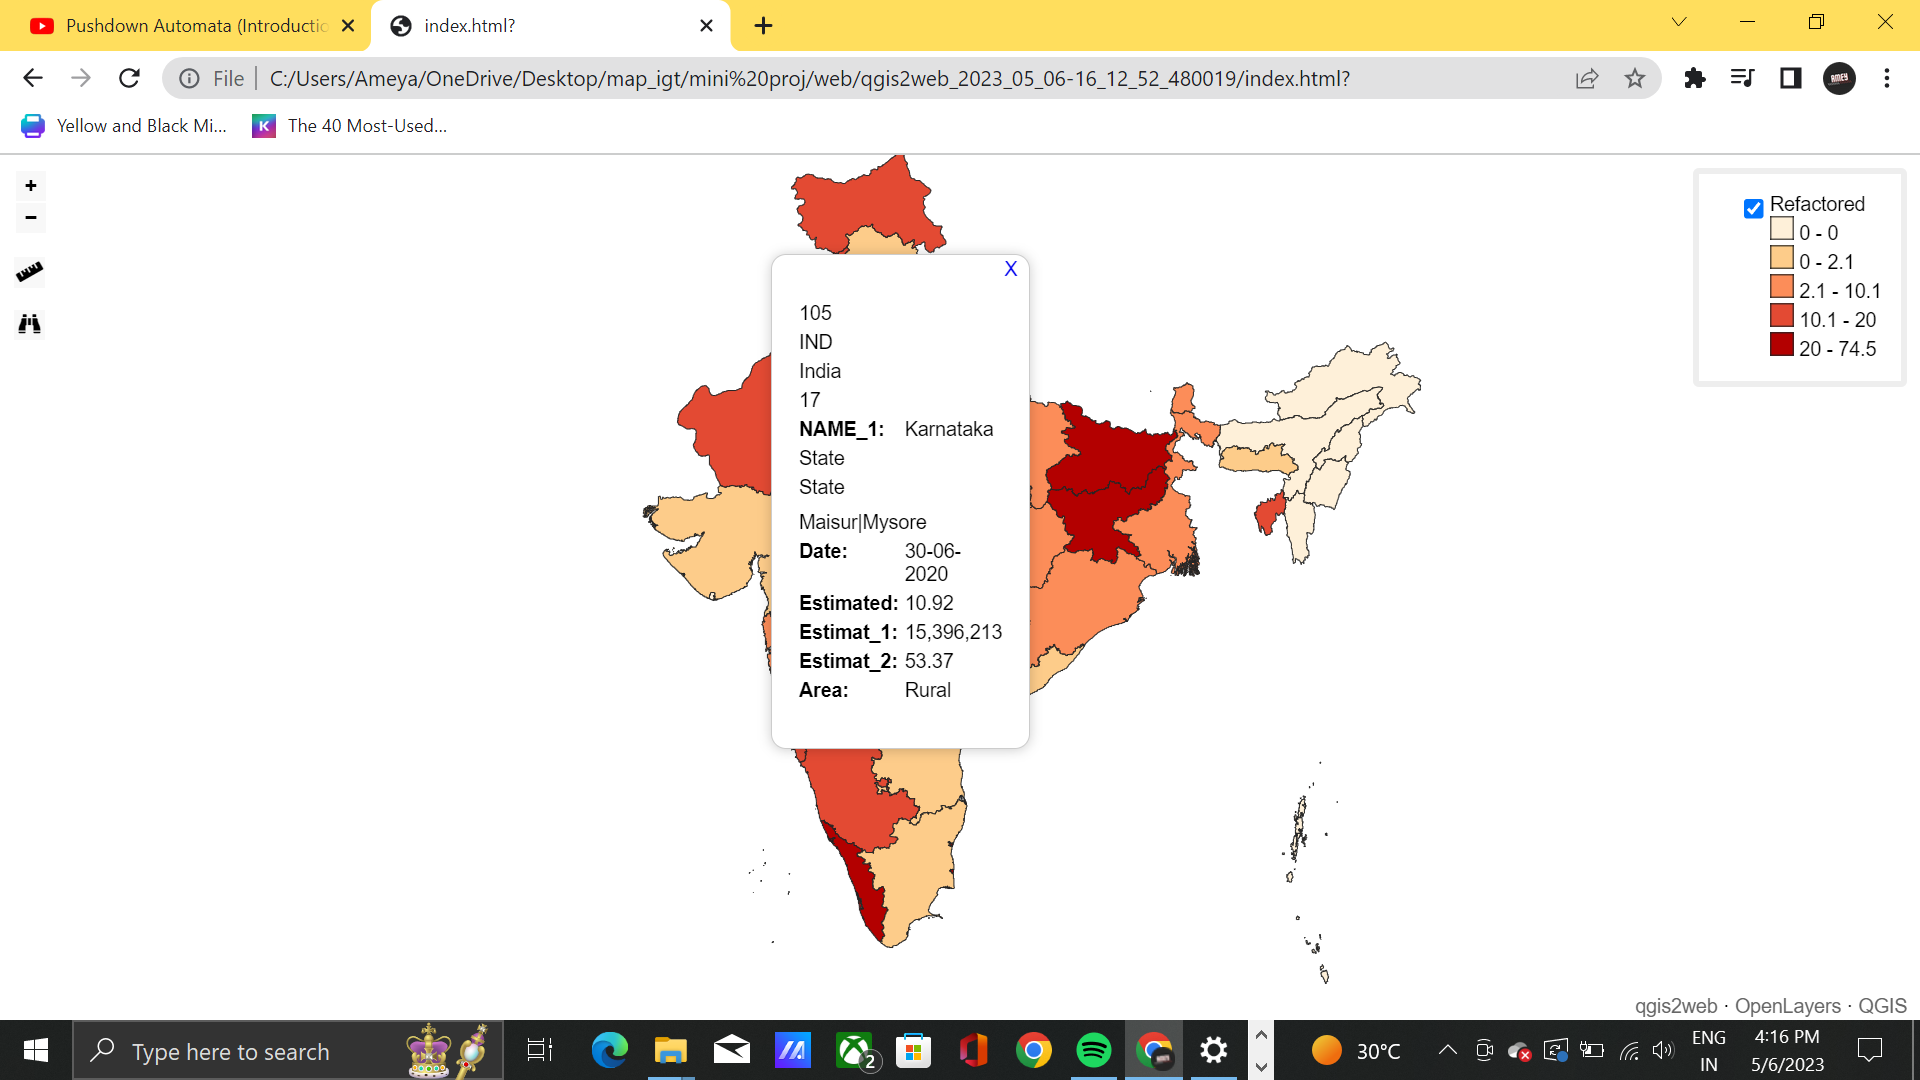 Pushdown Automata (Introductio
index.html?
File
C:/Users/Ameya/OneDrive/Desktop/map_igt/mini%20proj/web/qgis2web_2023_05_06-16_12_52_480019/index.html?
AMEY
Yellow and Black Mi...
K
The 40 Most-Used...
+
−
X
105
IND
India
17
NAME_1: Karnataka
State
State
Maisur|Mysore
Date: 30-06-
2020
Estimated: 10.92
Estimat_1: 15,396,213
Estimat_2: 53.37
Area: Rural
Refactored
0 - 0
0 - 2.1
2.1 - 10.1
10.1 - 20
20 - 74.5
qgis2web · OpenLayers · QGIS
Type here to search
2
30°C
ENG
IN
4:16 PM
5/6/2023